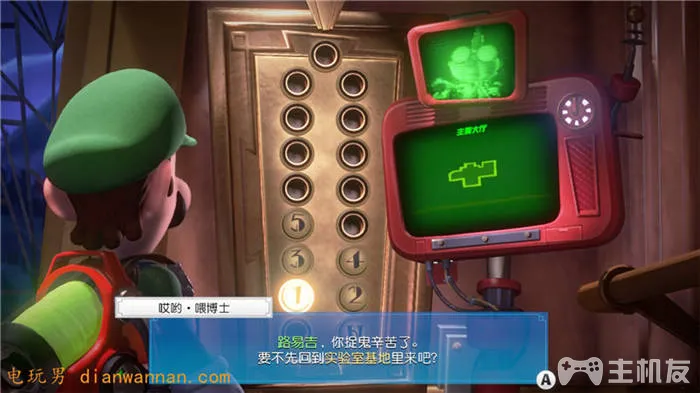 主要大厅
5
3
4
1
2
B1
哎哟·喂博士
路易吉，你捉鬼辛苦了。
要不先回到实验室基地里来吧？
A
电玩男 dianwannan.com
主机友